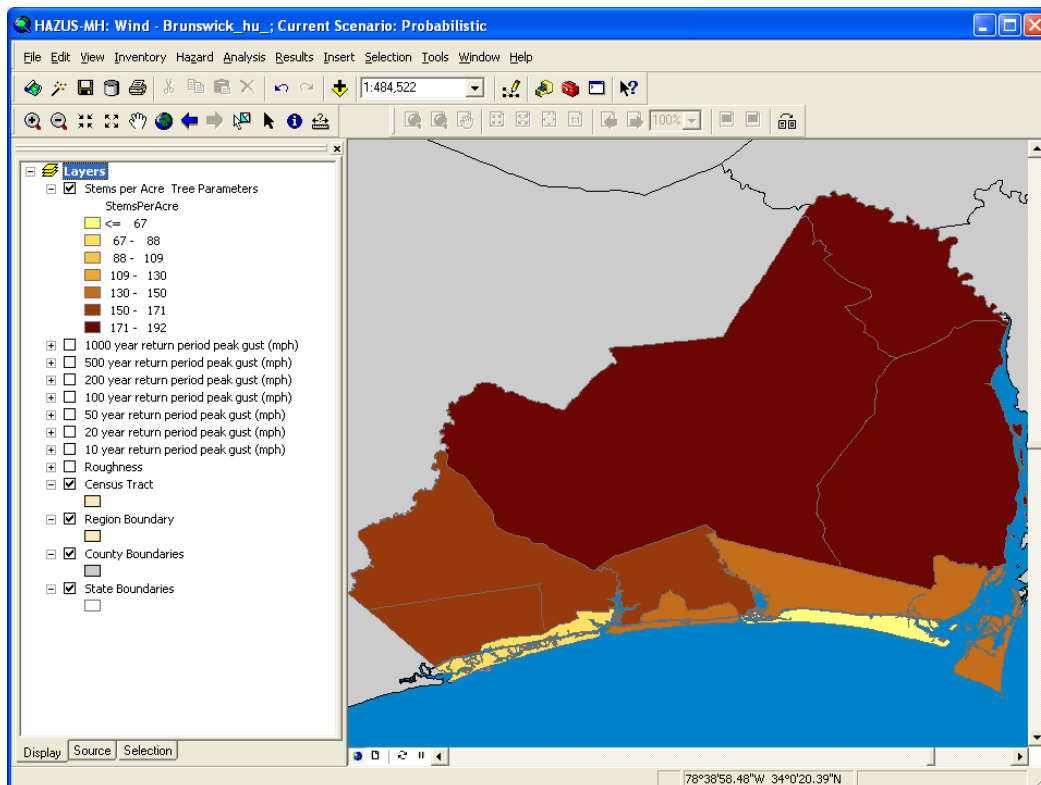 HAZUS-MH: Wind - Brunswick_hu_; Current Scenario: Probabilistic
File Edit View Inventory Hazard Analysis Results Insert Selection Tools Window Help
1:484,522
100%
Layers
Stems per Acre Tree Parameters
StemsPerAcre
<= 67
67 - 88
88 - 109
109 - 130
130 - 150
150 - 171
171 - 192
1000 year return period peak gust (mph)
500 year return period peak gust (mph)
200 year return period peak gust (mph)
100 year return period peak gust (mph)
50 year return period peak gust (mph)
20 year return period peak gust (mph)
10 year return period peak gust (mph)
Roughness
Census Tract
Region Boundary
County Boundaries
State Boundaries
Display Source Selection
78°38'58.48"W 34°0'20.39"N